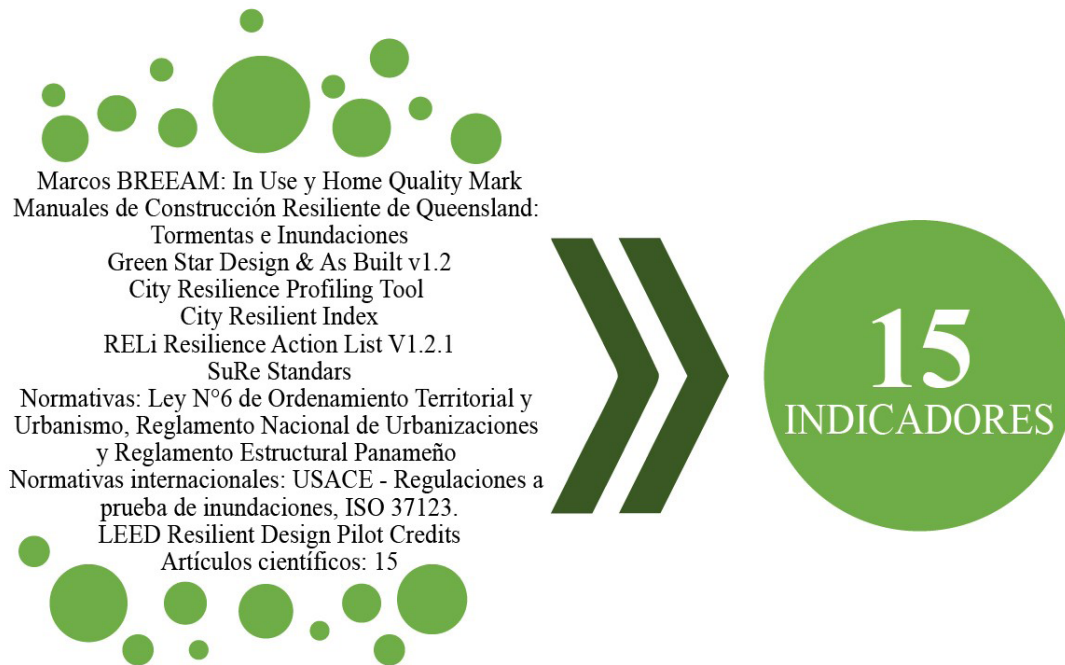 Marcos BREEAM: In Use y Home Quality Mark
Manuales de Construcción Resiliente de Queensland:
Tormentas e Inundaciones
Green Star Design & As Built v1.2
City Resilience Profiling Tool
City Resilient Index
RELi Resilience Action List V1.2.1
SuRe Standars
Normativas: Ley N°6 de Ordenamiento Territorial y
Urbanismo, Reglamento Nacional de Urbanizaciones
y Reglamento Estructural Panameño
Normativas internacionales: USACE - Regulaciones a
prueba de inundaciones, ISO 37123.
LEED Resilient Design Pilot Credits
Artículos científicos: 15
15
INDICADORES